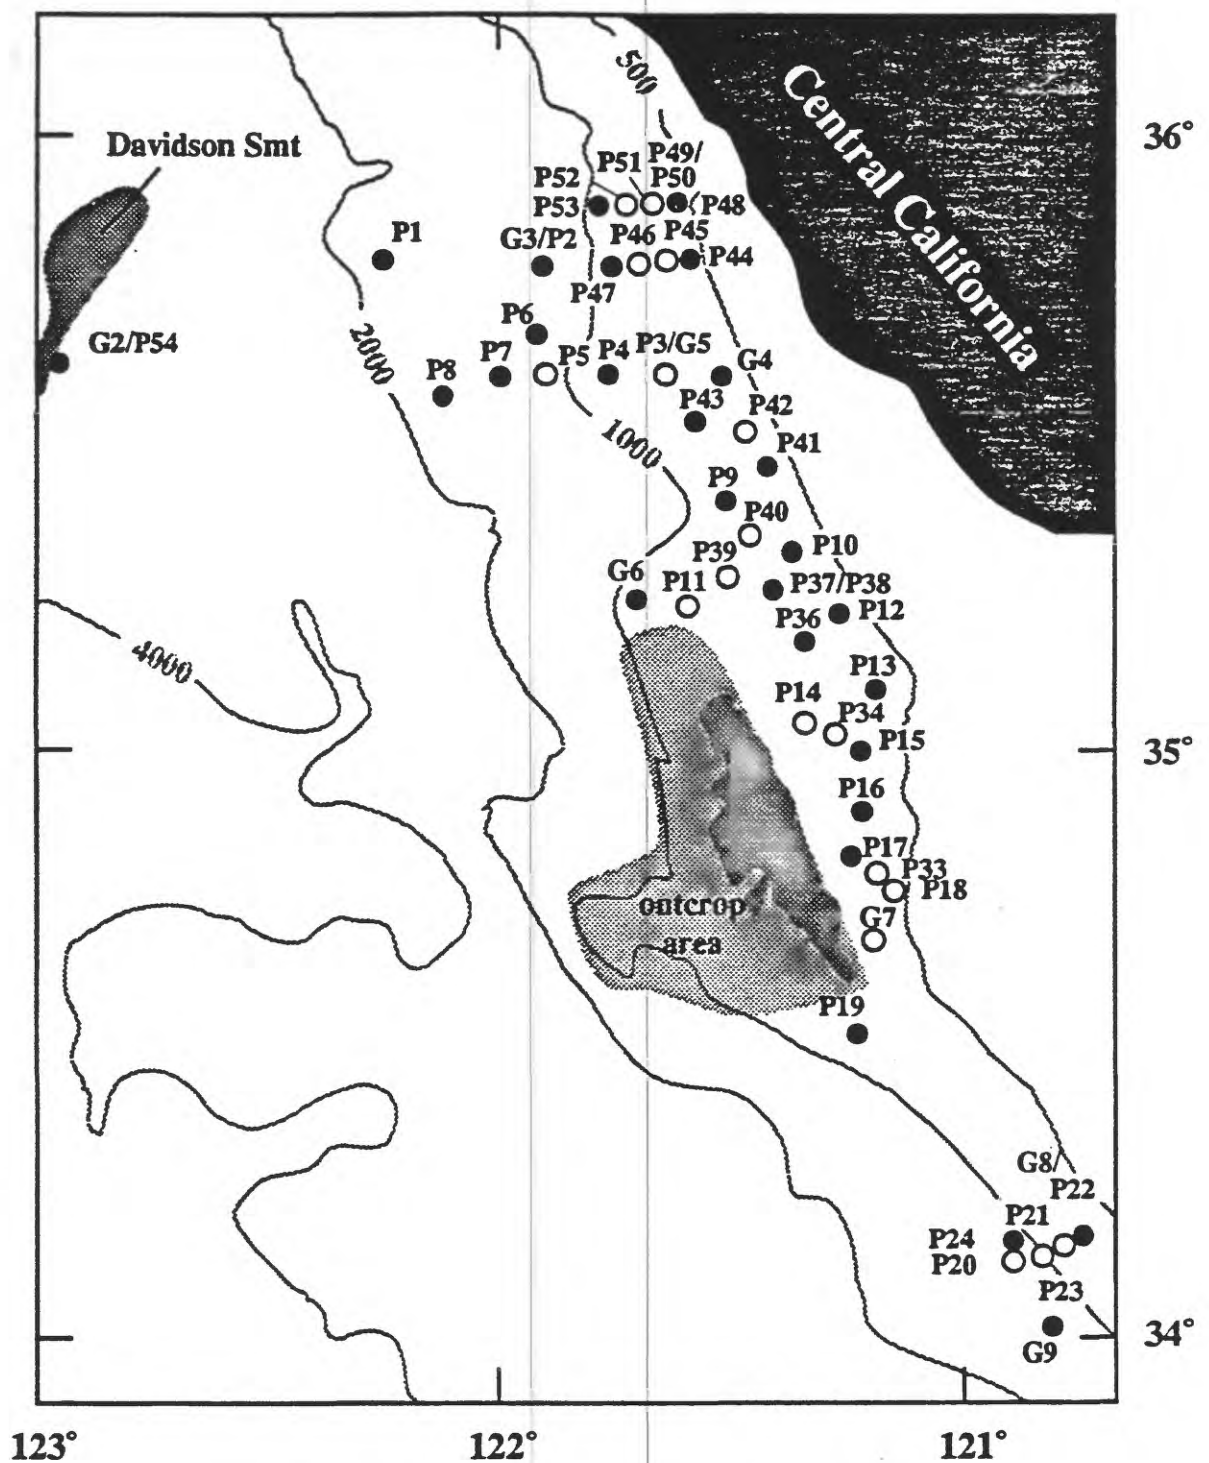 500
Central California
36°
Davidson Smt
P49/
P51
P50
P52
P53
P48
P1
G3/P2
P46
P45
P44
P47
P6
2000
G2/P54
P7
P5
P4
P3/G5
G4
P8
P43
P42
1000
P41
P9
P40
P10
P39
G6
P11
P37/P38
P12
P36
4000
P13
P14
P34
P15
35°
P16
P17
P33
P18
outcrop
area
G7
P19
G8/
P22
P21
P24
P20
P23
34°
G9
123°
122°
121°